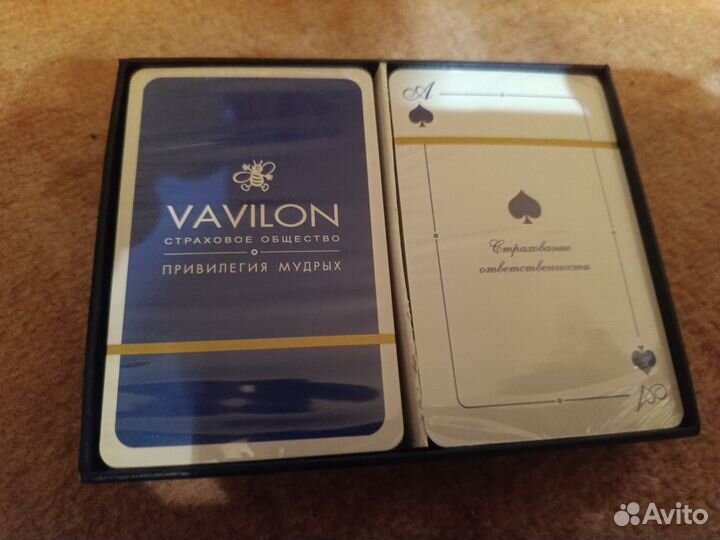 VAVILON
СТРАХОВОЕ ОБЩЕСТВО
ПРИВИЛЕГИЯ МУДРЫХ
A
Страхование
ответственности
A
Avito